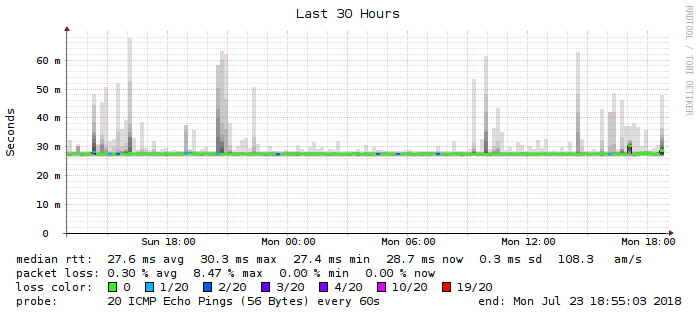 Last 30 Hours
RRDTOOL / TOBI OETIKER
Seconds
60 m
50 m
40 m
30 m
20 m
10 m
0
Sun 18:00 Mon 00:00 Mon 06:00 Mon 12:00 Mon 18:00
median rtt: 27.6 ms avg 30.3 ms max 27.4 ms min 28.7 ms now 0.3 ms sd 108.3 am/s
packet loss: 0.30 % avg 8.47 % max 0.00 % min 0.00 % now
loss color: 0 1/20 2/20 3/20 4/20 10/20 19/20
probe: 20 ICMP Echo Pings (56 Bytes) every 60s end: Mon Jul 23 18:55:03 2018